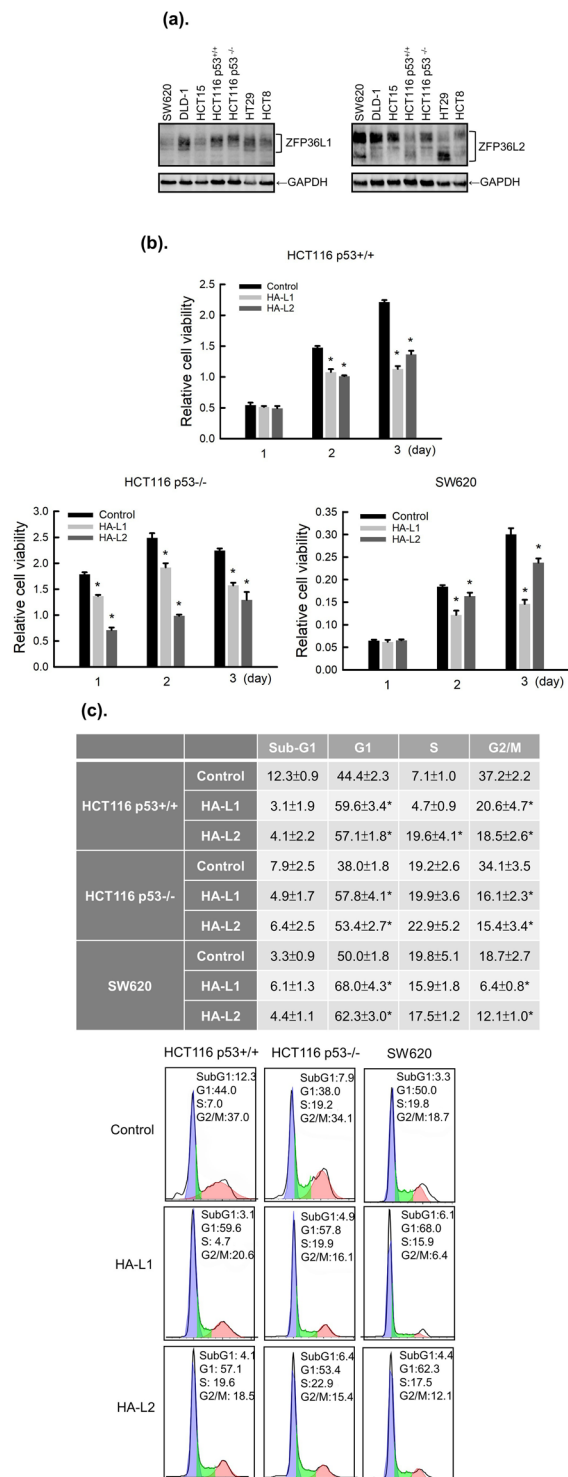 (a).
SW620
DLD-1
HCT15
HCT116 p53+/+
HCT116 p53 -/-
HT29
HCT8
ZFP36L1
←GAPDH
SW620
DLD-1
HCT15
HCT116 p53+/+
HCT116 p53 -/-
HT29
HCT8
ZFP36L2
←GAPDH
(b).
HCT116 p53+/+
Relative cell viability
2.5
2.0
1.5
1.0
0.5
0.0
Control
HA-L1
HA-L2
* *
* *
1 2 3 (day)
HCT116 p53-/-
Relative cell viability
3.0
2.5
2.0
1.5
1.0
0.5
0.0
Control
HA-L1
HA-L2
* *
* *
* *
1 2 3 (day)
SW620
Relative cell viability
0.35
0.30
0.25
0.20
0.15
0.10
0.05
0.00
Control
HA-L1
HA-L2
* *
* *
1 2 3 (day)
(c).
Sub-G1 G1 S G2/M
HCT116 p53+/+
Control 12.3±0.9 44.4±2.3 7.1±1.0 37.2±2.2
HA-L1 3.1±1.9 59.6±3.4* 4.7±0.9 20.6±4.7*
HA-L2 4.1±2.2 57.1±1.8* 19.6±4.1* 18.5±2.6*
HCT116 p53-/-
Control 7.9±2.5 38.0±1.8 19.2±2.6 34.1±3.5
HA-L1 4.9±1.7 57.8±4.1* 19.9±3.6 16.1±2.3*
HA-L2 6.4±2.5 53.4±2.7* 22.9±5.2 15.4±3.4*
SW620
Control 3.3±0.9 50.0±1.8 19.8±5.1 18.7±2.7
HA-L1 6.1±1.3 68.0±4.3* 15.9±1.8 6.4±0.8*
HA-L2 4.4±1.1 62.3±3.0* 17.5±1.2 12.1±1.0*
HCT116 p53+/+ HCT116 p53-/- SW620
Control
SubG1:12.3
G1:44.0
S:7.0
G2/M:37.0
SubG1:7.9
G1:38.0
S:19.2
G2/M:34.1
SubG1:3.3
G1:50.0
S:19.8
G2/M:18.7
HA-L1
SubG1:3.1
G1:59.6
S: 4.7
G2/M:20.6
SubG1:4.9
G1:57.8
S:19.9
G2/M:16.1
SubG1:6.1
G1:68.0
S:15.9
G2/M:6.4
HA-L2
SubG1: 4.1
G1: 57.1
S: 19.6
G2/M: 18.5
SubG1:6.4
G1:53.4
S:22.9
G2/M:15.4
SubG1:4.4
G1:62.3
S:17.5
G2/M:12.1